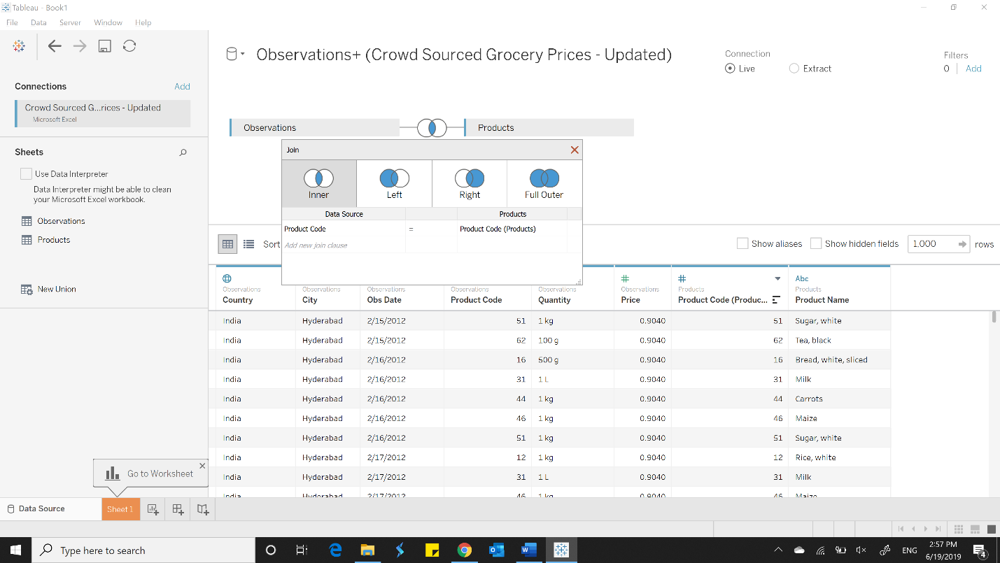 Tableau - Book1
File Data Server Window Help
Connections Add
Crowd Sourced G...rices - Updated
Microsoft Excel
Sheets
Use Data Interpreter
Data Interpreter might be able to clean
your Microsoft Excel workbook.
Observations
Products
New Union
Observations+ (Crowd Sourced Grocery Prices - Updated)
Connection
Live Extract
Filters
0 Add
Observations Products
Join
Inner Left Right Full Outer
Data Source Products
Product Code = Product Code (Products)
Add new join clause
Sort Show aliases Show hidden fields 1.000 rows
Abc
Observations Observations Observations Observations Observations Observations Products Products
Country City Obs Date Product Code Quantity Price Product Code (Produc... Product Name
India Hyderabad 2/15/2012 51 1 kg 0.9040 51 Sugar, white
India Hyderabad 2/15/2012 62 100 g 0.9040 62 Tea, black
India Hyderabad 2/16/2012 16 500 g 0.9040 16 Bread, white, sliced
India Hyderabad 2/16/2012 31 1 L 0.9040 31 Milk
India Hyderabad 2/16/2012 44 1 kg 0.9040 44 Carrots
India Hyderabad 2/16/2012 46 1 kg 0.9040 46 Maize
India Hyderabad 2/16/2012 51 1 kg 0.9040 51 Sugar, white
India Hyderabad 2/17/2012 12 1 kg 0.9040 12 Rice, white
India Hyderabad 2/17/2012 31 1 L 0.9040 31 Milk
India Hyderabad 2/17/2012 46 1 kg 0.9040 46 Maize
Go to Worksheet
Data Source Sheet 1
Type here to search
ENG
2:57 PM
6/19/2019
4